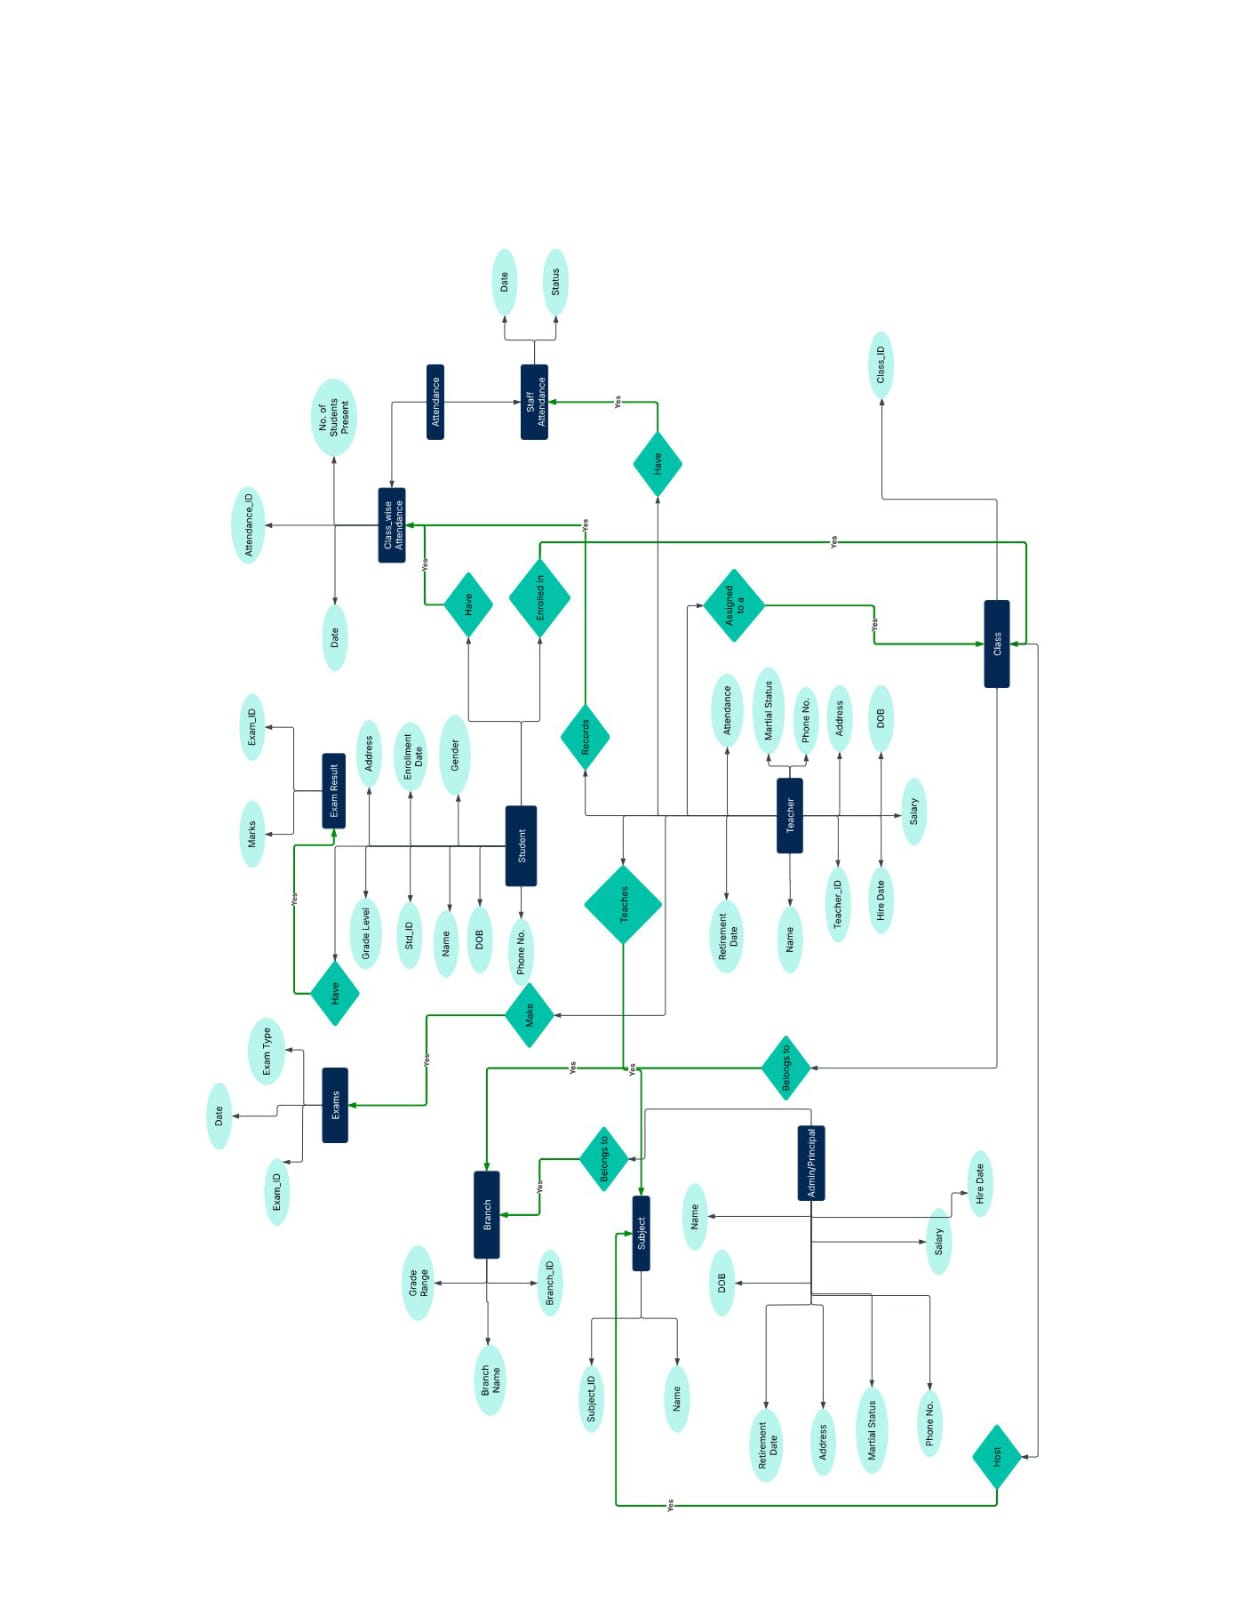 Date
Exam_ID
Exam Type
Marks
Exam_ID
Attendance_ID
Yes
Exams
Have
Exam Result
Date
No. of
Students
Present
Grade Level
Address
Class_wise
Attendance
Grade
Range
Std_ID
Enrollment
Date
Yes
Yes
Attendance
Name
Gender
Have
Branch
Name
Branch
DOB
Date
Phone No.
Student
Make
Enrolled in
Staff
Attendance
Branch_ID
Yes
Status
Yes
Subject_ID
Belongs to
Records
Yes
Teaches
Yes
Yes
Subject
Have
Yes
Name
Name
DOB
Retirement
Date
Attendance
Assigned
to a
Retirement
Date
Belongs to
Name
Teacher
Martial Status
Phone No.
Address
Admin/Principal
Teacher_ID
Address
Yes
Martial Status
Hire Date
DOB
Yes
Class_ID
Phone No.
Salary
Salary
Hire Date
Host
Class